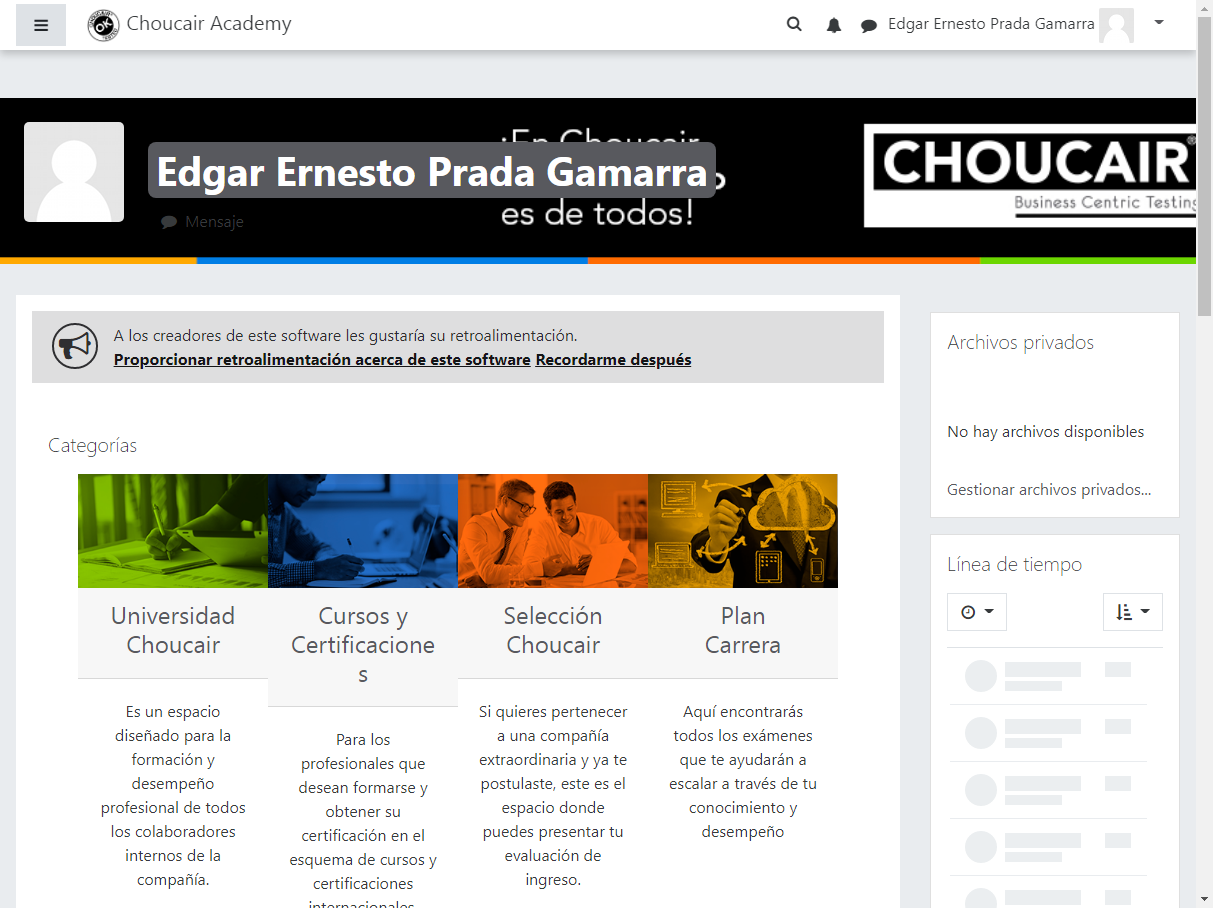 Choucair Academy
Edgar Ernesto Prada Gamarra
¡En Choucair
Edgar Ernesto Prada Gamarra
es de todos!
Mensaje
CHOUCAIR®
Business Centric Testing
A los creadores de este software les gustaría su retroalimentación.
Proporcionar retroalimentación acerca de este software Recordarme después
Categorías
Universidad
Choucair
Es un espacio
diseñado para la
formación y
desempeño
profesional de todos
los colaboradores
internos de la
compañía.
Cursos y
Certificacione
s
Para los
profesionales que
desean formarse y
obtener su
certificación en el
esquema de cursos y
certificaciones
internacionales
Selección
Choucair
Si quieres pertenecer
a una compañía
extraordinaria y ya te
postulaste, este es el
espacio donde
puedes presentar tu
evaluación de
ingreso.
Plan
Carrera
Aquí encontrarás
todos los exámenes
que te ayudarán a
escalar a través de tu
conocimiento y
desempeño
Archivos privados
No hay archivos disponibles
Gestionar archivos privados...
Línea de tiempo